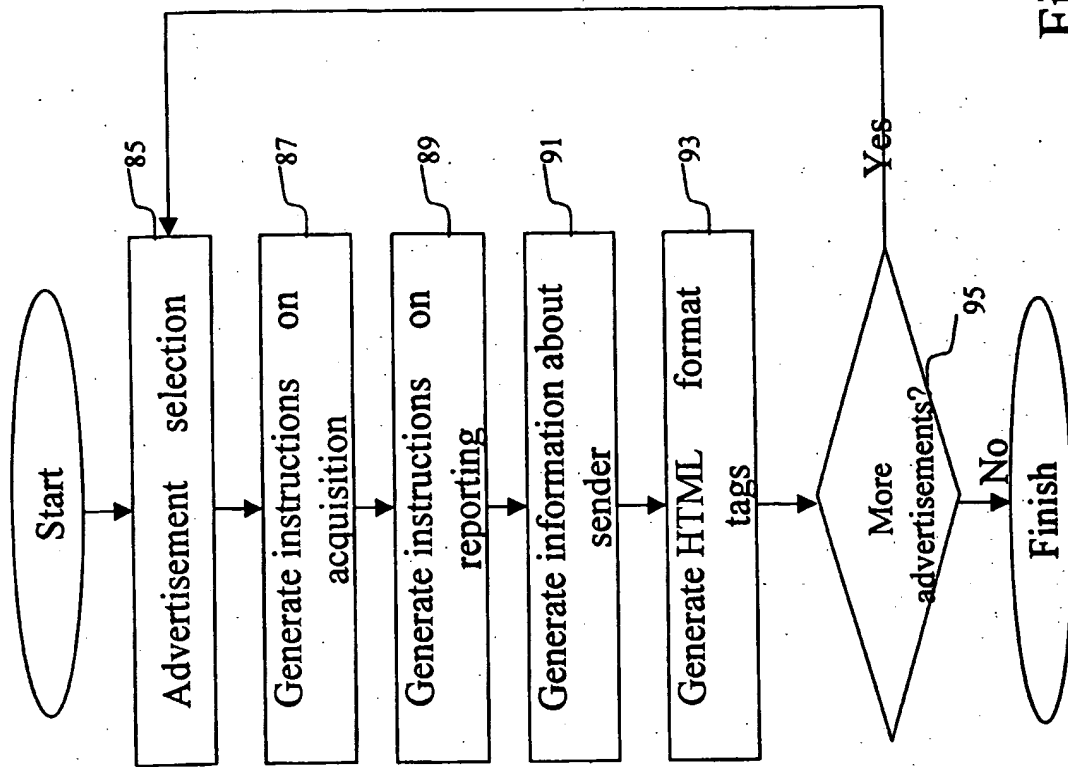 Start
Advertisement selection
85
Generate instructions on
acquisition
87
Generate instructions on
reporting
89
Generate information about
sender
91
Generate HTML format
tags
93
More
advertisements?
95
Yes
No
Finish